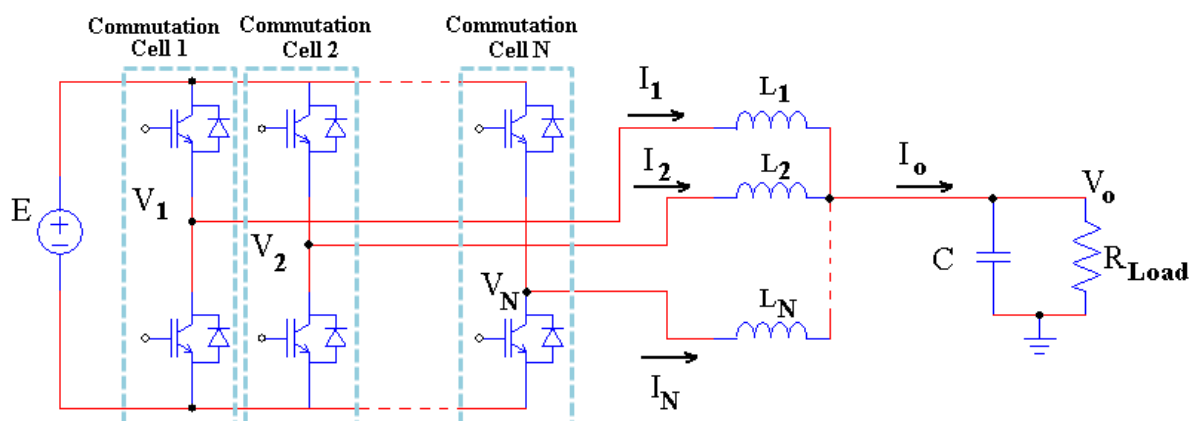 Commutation
Cell 1
Commutation
Cell 2
Commutation
Cell N
E
V1
V2
VN
I1
I2
IN
L1
L2
LN
Io
Vo
C
RLoad